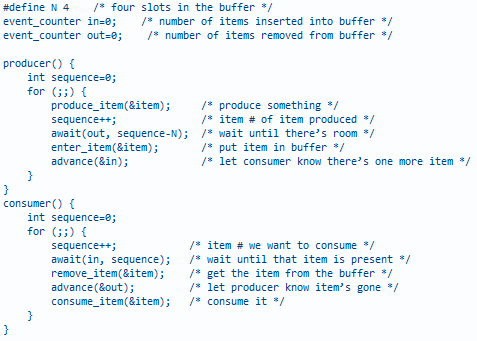 #define N 4    /* four slots in the buffer */
event_counter in=0;    /* number of items inserted into buffer */
event_counter out=0;    /* number of items removed from buffer */

producer() {
    int sequence=0;
    for (;;) {
        produce_item(&item);     /* produce something */
        sequence++;              /* item # of item produced */
        await(out, sequence-N);  /* wait until there's room */
        enter_item(&item);       /* put item in buffer */
        advance(&in);            /* let consumer know there's one more item */
    }
}
consumer() {
    int sequence=0;
    for (;;) {
        sequence++;            /* item # we want to consume */
        await(in, sequence);   /* wait until that item is present */
        remove_item(&item);    /* get the item from the buffer */
        advance(&out);         /* let producer know item's gone */
        consume_item(&item);   /* consume it */
    }
}